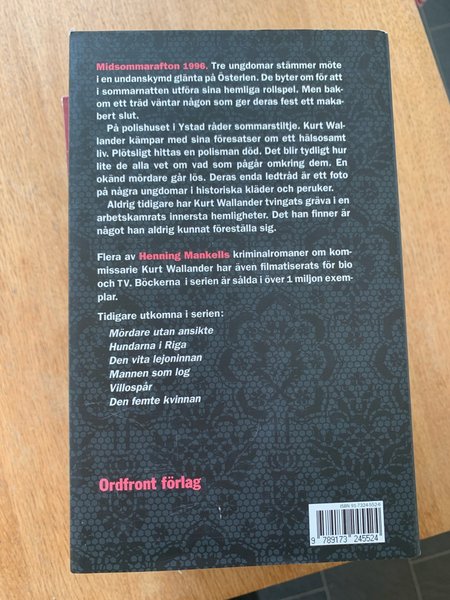 Midsommarafton 1996. Tre ungdomar stämmer möte
i en undanskymd glänta på Österlen. De byter om för att
i sommarnatten utföra sina hemliga rollspel. Men bak-
om ett träd väntar någon som ger deras fest ett maka-
bert slut.
På polishuset i Ystad råder sommarstiltje. Kurt Wal-
lander kämpar med sina föresatser om ett hälsosamt
liv. Plötsligt hittas en polisman död. Det blir tydligt hur
lite de alla vet om vad som pågår omkring dem. En
okänd mördare går lös. Deras enda ledtråd är ett foto
på några ungdomar i historiska kläder och peruker.
Aldrig tidigare har Kurt Wallander tvingats gräva i en
arbetskamrats innersta hemligheter. Det han finner är
något han aldrig kunnat föreställa sig.
Flera av Henning Mankells kriminalromaner om kom-
missarie Kurt Wallander har även filmatiserats för bio
och TV. Böckerna i serien är sålda i över 1 miljon exem-
plar.
Tidigare utkomna i serien:
Mördare utan ansikte
Hundarna i Riga
Den vita lejoninnan
Mannen som log
Villospår
Den femte kvinnan
Ordfront förlag
ISBN 91-7324-552-6
9 789173 245524